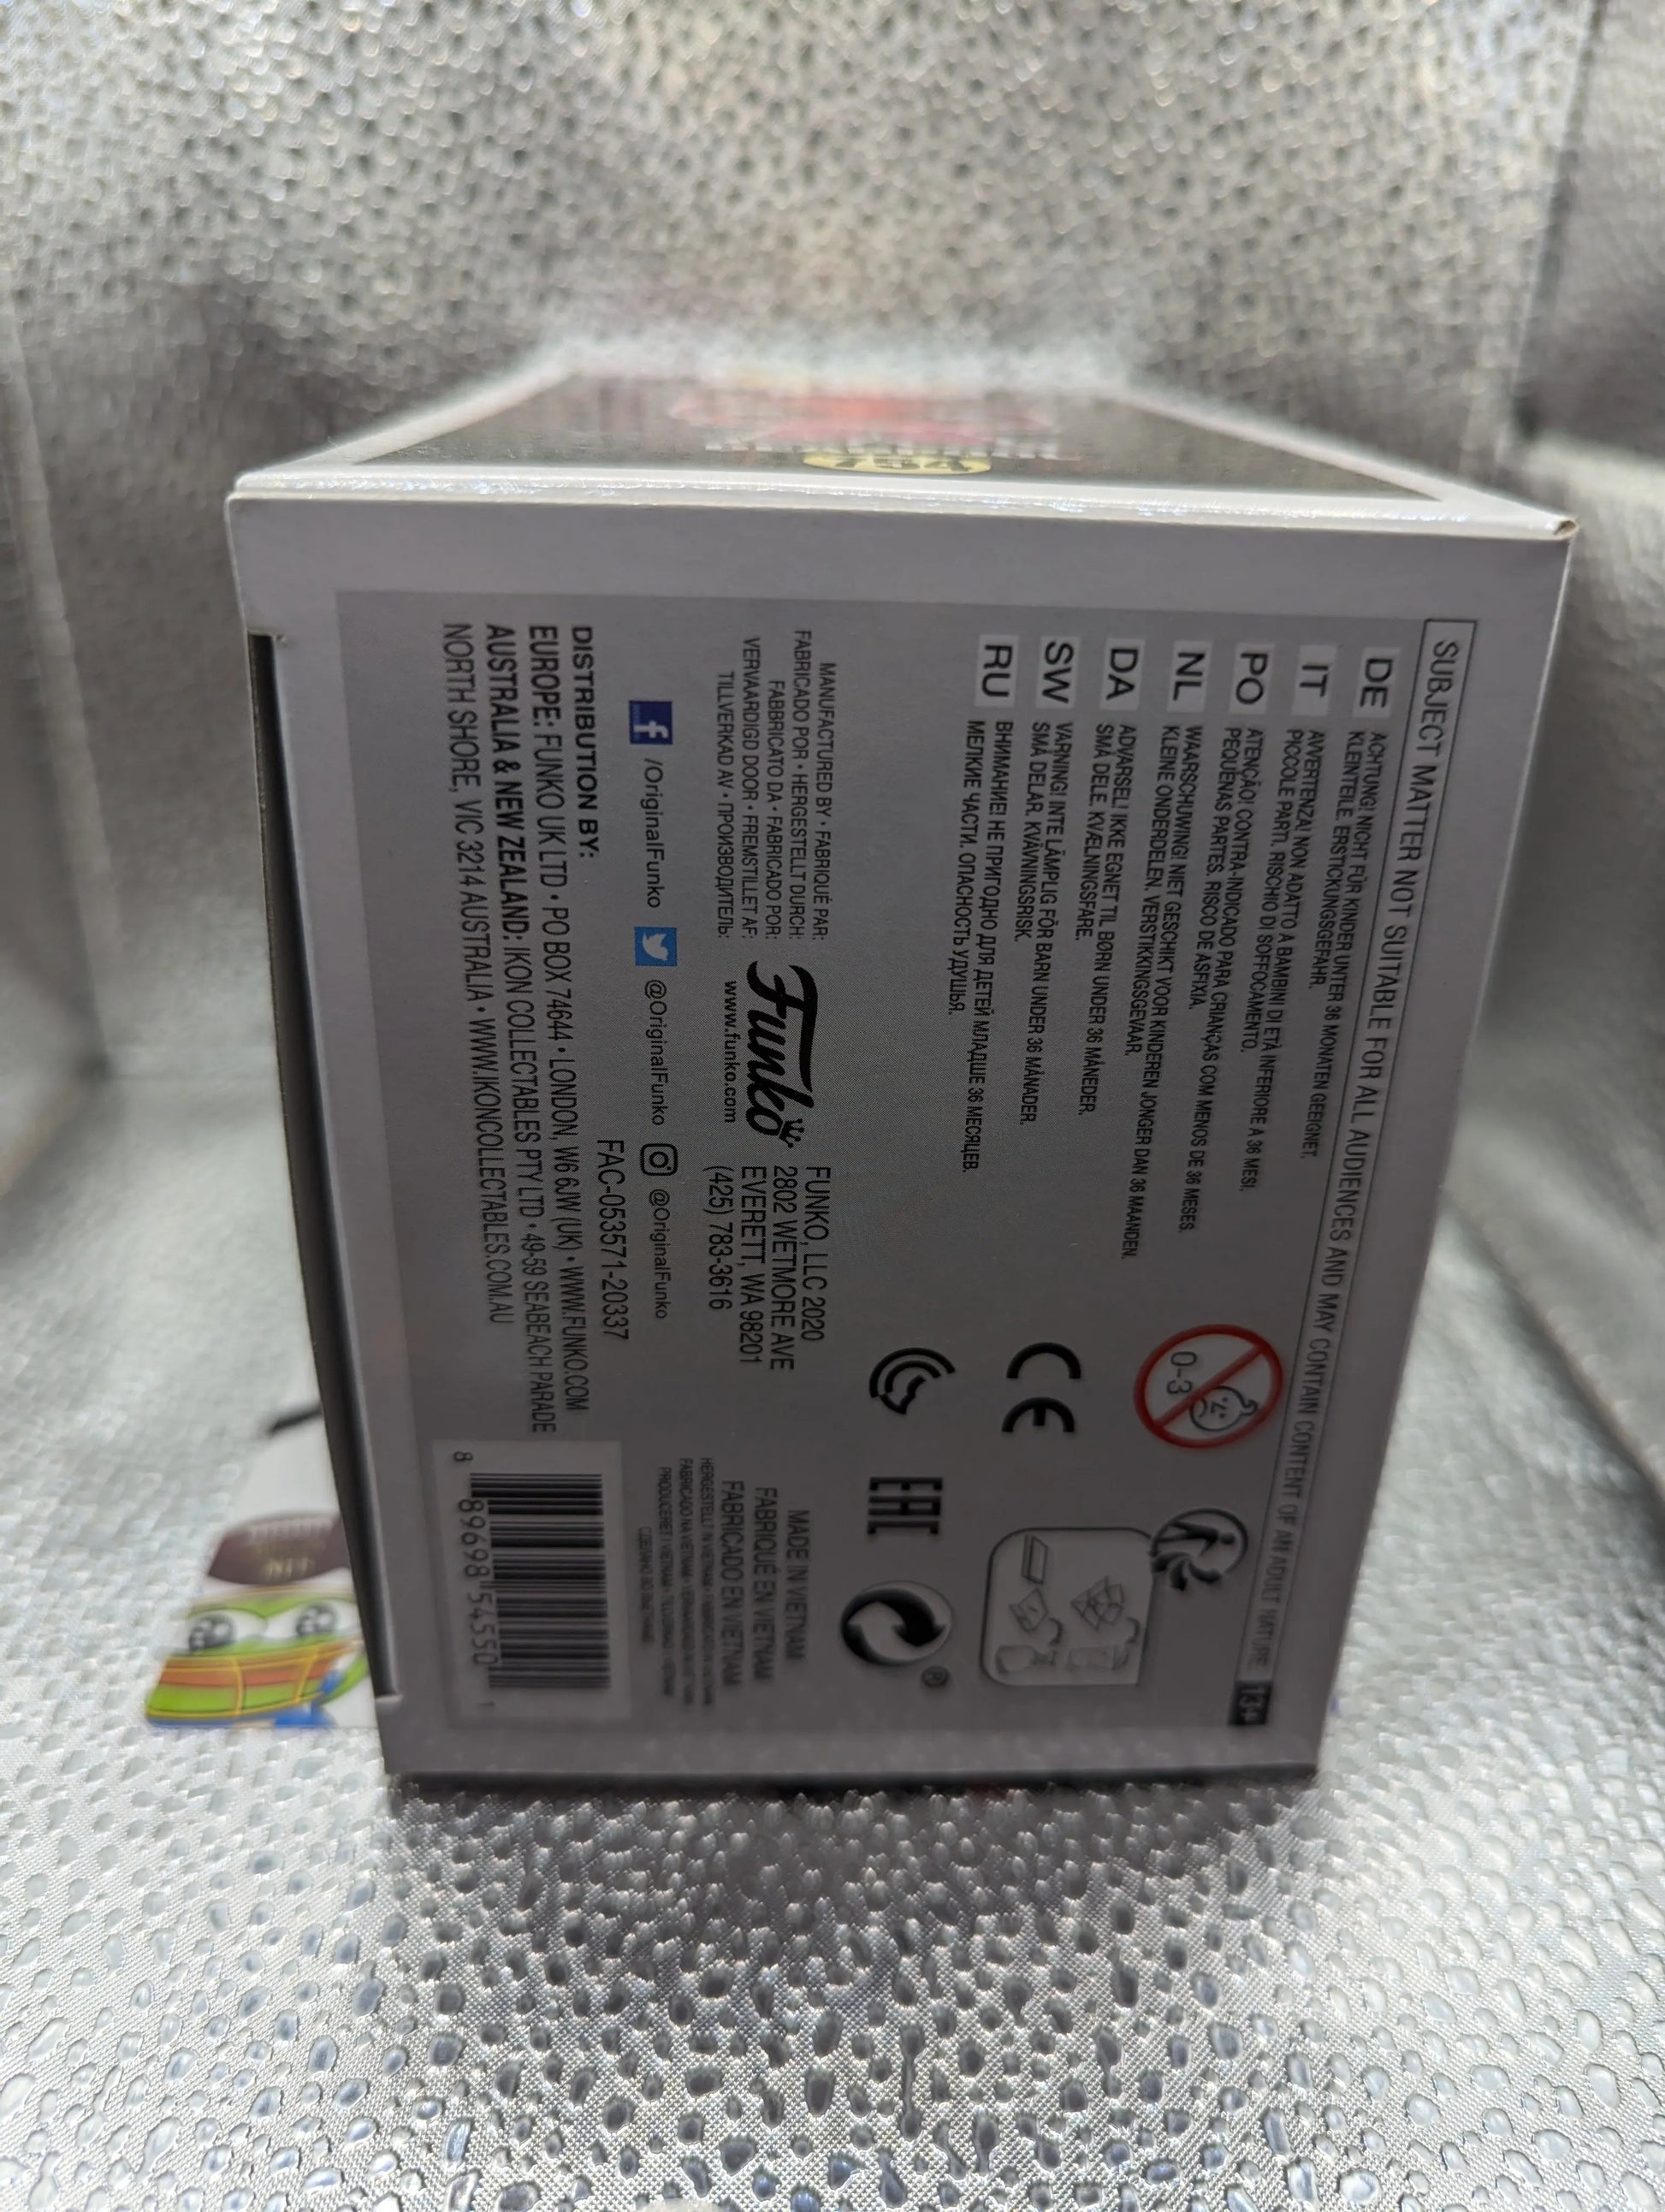 SUBJECT MATTER NOT SUITABLE FOR ALL AUDIENCES AND MAY CONTAIN CONTENT OF AN ADULT NATURE 13+
DE ACHTUNG! NICHT FÜR KINDER UNTER 36 MONATEN GEEIGNET.
KLEINTEILE. ERSTICKUNGSGEFAHR.
IT AVVERTENZA! NON ADATTO A BAMBINI DI ETÀ INFERIORE A 36 MESI.
PICCOLE PARTI. RISCHIO DI SOFFOCAMENTO.
PO ATENÇÃO! CONTRA-INDICADO PARA CRIANÇAS COM MENOS DE 36 MESES.
PEQUENAS PARTES. RISCO DE ASFIXIA.
NL WAARSCHUWING! NIET GESCHIKT VOOR KINDEREN JONGER DAN 36 MAANDEN.
KLEINE ONDERDELEN. VERSTIKKINGSGEVAAR.
DA ADVARSEL! IKKE EGNET TIL BØRN UNDER 36 MÅNEDER.
SMÅ DELE. KVÆLNINGSFARE.
SW VARNING! INTE LÄMPLIG FÖR BARN UNDER 36 MÅNADER.
SMÅ DELAR. KVÄVNINGSRISK.
RU ВНИМАНИЕ! НЕ ПРИГОДНО ДЛЯ ДЕТЕЙ МЛАДШЕ 36 МЕСЯЦЕВ.
МЕЛКИЕ ЧАСТИ. ОПАСНОСТЬ УДУШЬЯ.
0-3
CE
EAC
®
MANUFACTURED BY • FABRIQUÉ PAR:
FABRICADO POR • HERGESTELLT DURCH:
FABBRICATO DA • FABRICADO POR:
VERVAARDIGD DOOR • FREMSTILLET AF:
TILLVERKAD AV • ПРОИЗВОДИТЕЛЬ:
Funko
www.funko.com
FUNKO, LLC 2020
2802 WETMORE AVE
EVERETT, WA 98201
(425) 783-3616
MADE IN VIETNAM
FABRIQUÉ EN VIETNAM
FABRICADO EN VIETNAM
f /OriginalFunko @OriginalFunko @OriginalFunko
FAC-053571-20337
DISTRIBUTION BY:
EUROPE: FUNKO UK LTD • PO BOX 74644 • LONDON, W6 6JW (UK) • WWW.FUNKO.COM
AUSTRALIA & NEW ZEALAND: IKON COLLECTABLES PTY LTD • 49-59 SEABEACH PARADE
NORTH SHORE, VIC 3214 AUSTRALIA • WWW.IKONCOLLECTABLES.COM.AU
8 89698 54550 1